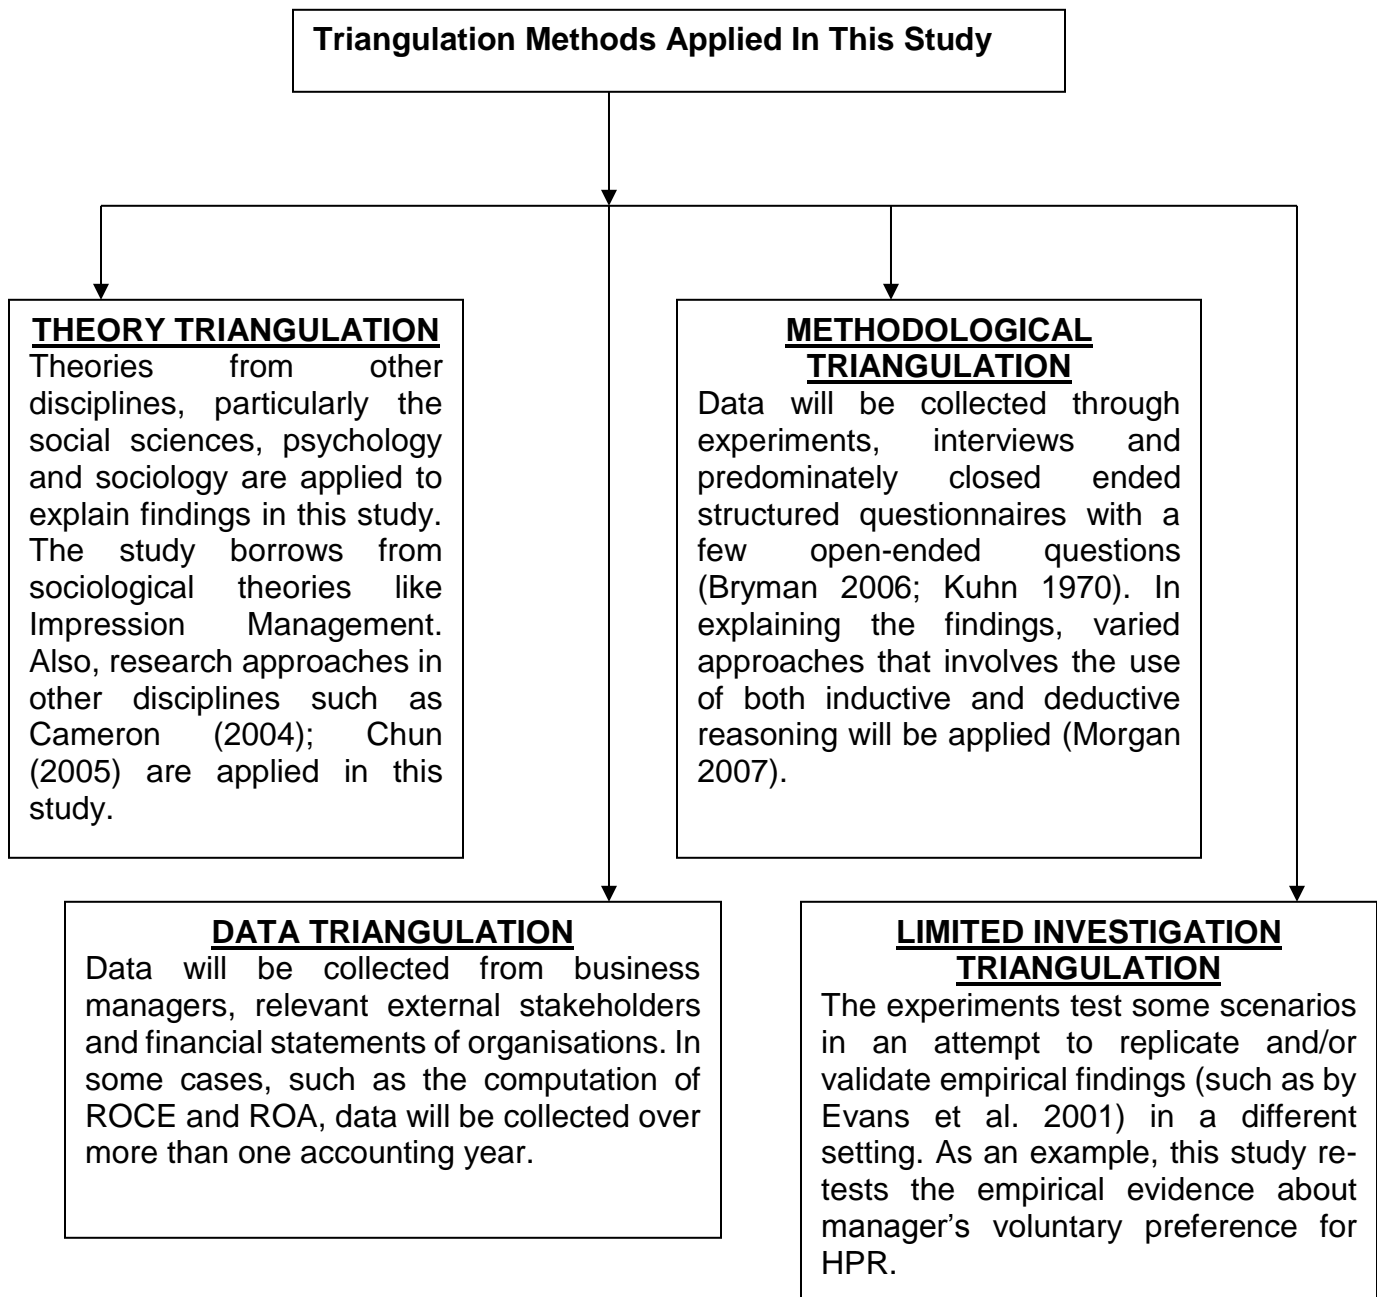 Triangulation Methods Applied In This Study
THEORY TRIANGULATION
Theories from other
disciplines, particularly the
social sciences, psychology
and sociology are applied to
explain findings in this study.
The study borrows from
sociological theories like
Impression Management.
Also, research approaches in
other disciplines such as
Cameron (2004); Chun
(2005) are applied in this
study.
METHODOLOGICAL
TRIANGULATION
Data will be collected through
experiments, interviews and
predominately closed ended
structured questionnaires with a
few open-ended questions
(Bryman 2006; Kuhn 1970). In
explaining the findings, varied
approaches that involves the use
of both inductive and deductive
reasoning will be applied (Morgan
2007).
DATA TRIANGULATION
Data will be collected from business
managers, relevant external stakeholders
and financial statements of organisations. In
some cases, such as the computation of
ROCE and ROA, data will be collected over
more than one accounting year.
LIMITED INVESTIGATION
TRIANGULATION
The experiments test some scenarios
in an attempt to replicate and/or
validate empirical findings (such as by
Evans et al. 2001) in a different
setting. As an example, this study re-
tests the empirical evidence about
manager’s voluntary preference for
HPR.